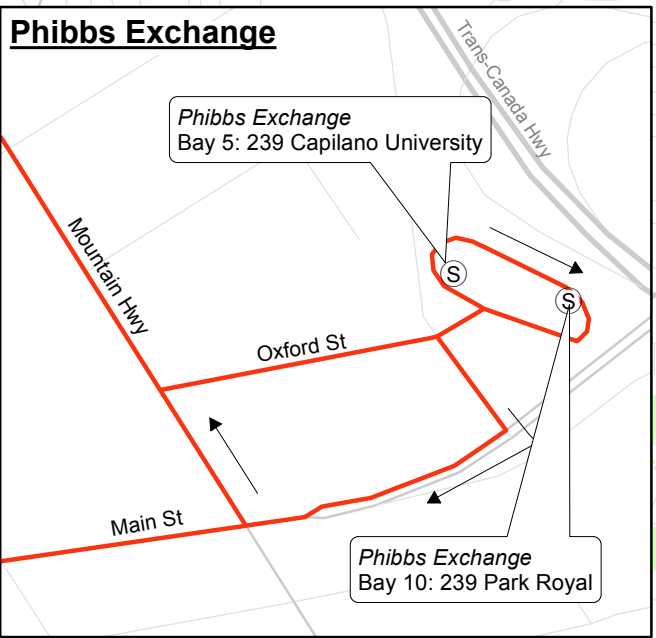 Phibbs Exchange
Trans-Canada Hwy
Phibbs Exchange
Bay 5: 239 Capilano University
Mountain Hwy
S
S
Oxford St
Main St
Phibbs Exchange
Bay 10: 239 Park Royal